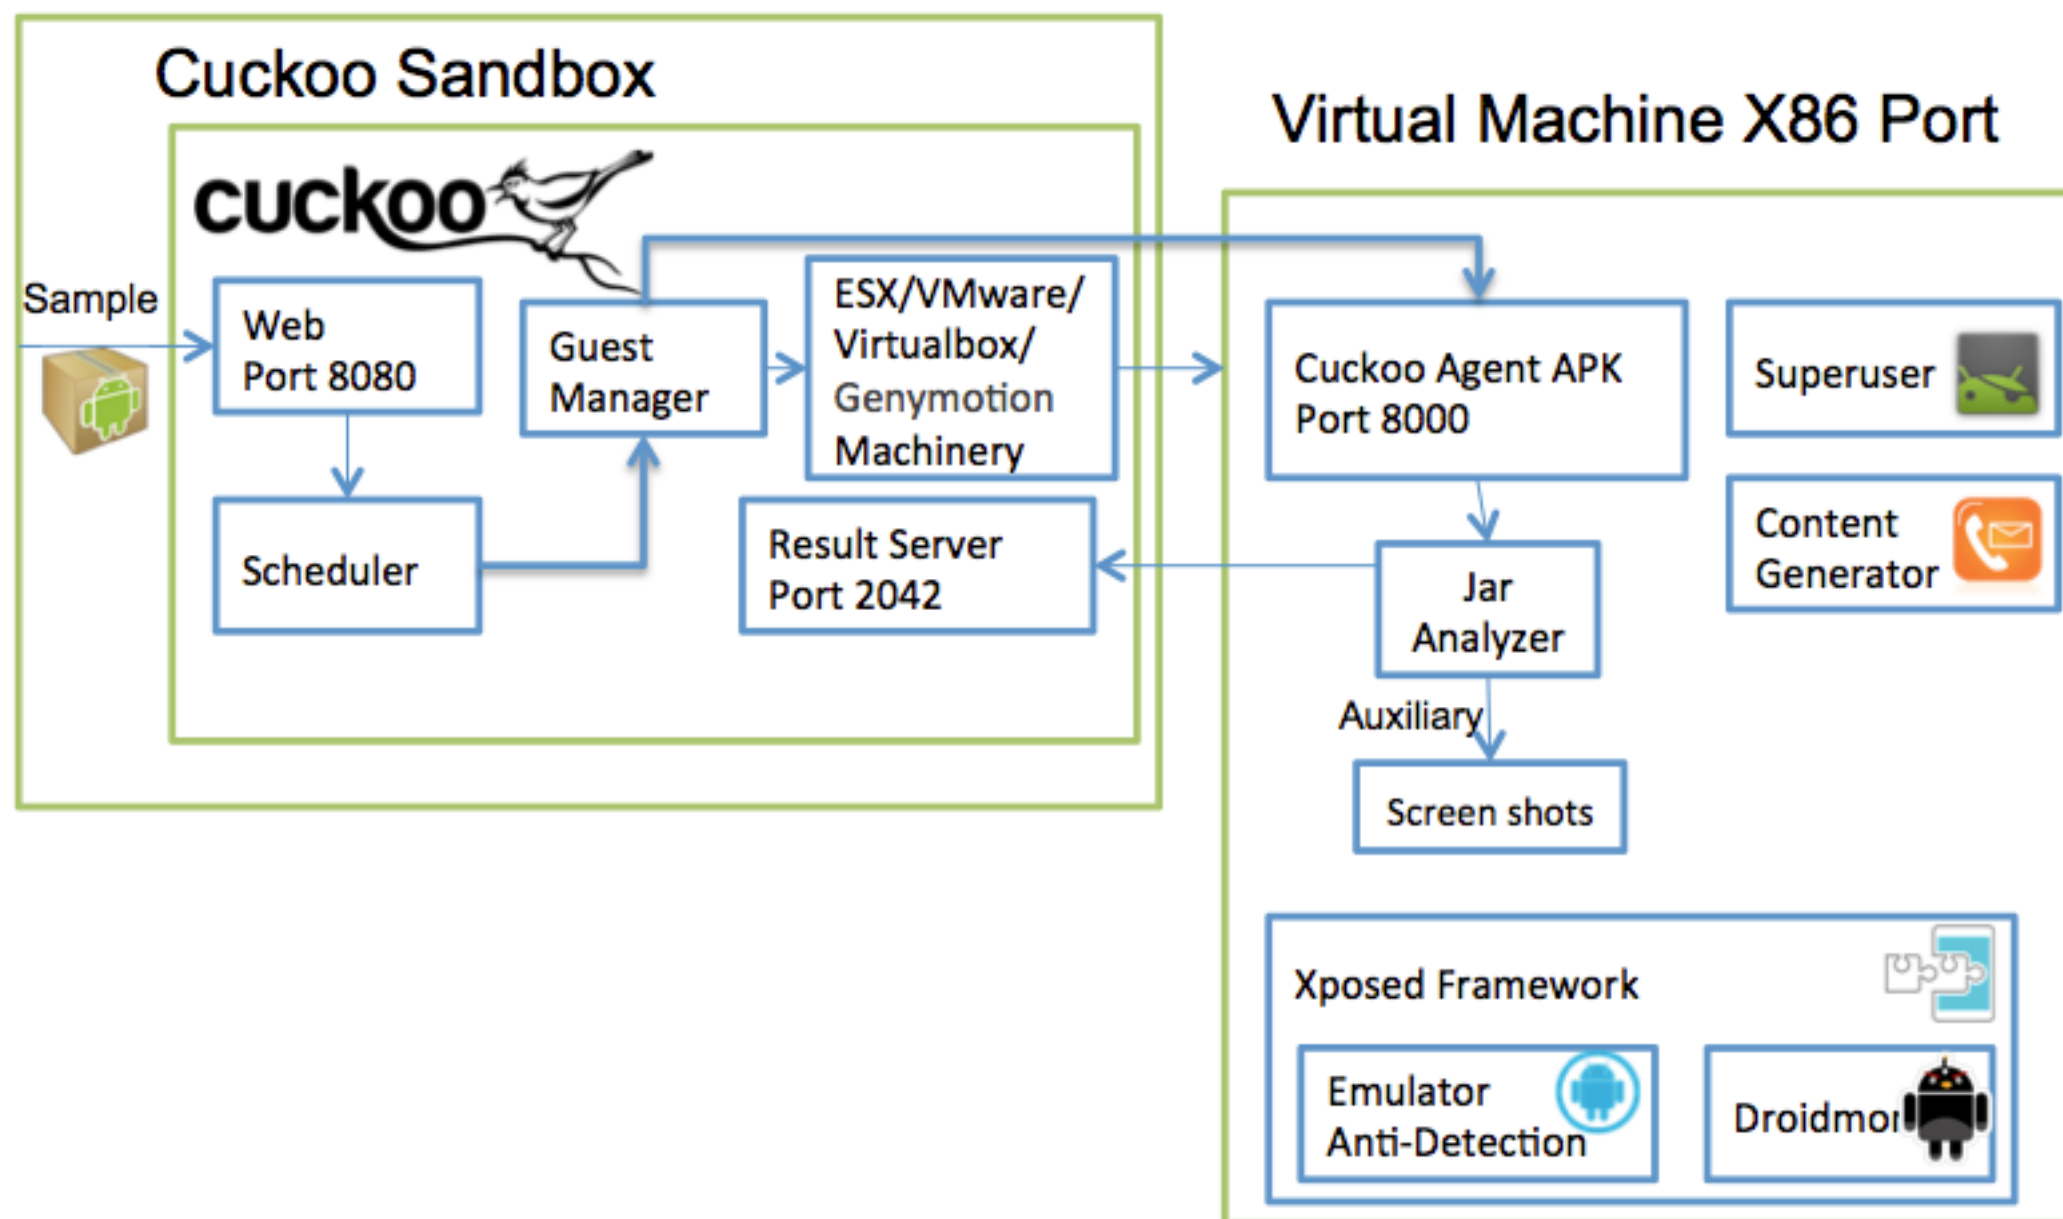 Cuckoo Sandbox
Virtual Machine X86 Port
cuckoo
Sample
Web
Port 8080
Scheduler
Guest
Manager
ESX/VMware/
Virtualbox/
Genymotion
Machinery
Result Server
Port 2042
Cuckoo Agent APK
Port 8000
Superuser
Content
Generator
Jar
Analyzer
Auxiliary
Screen shots
Xposed Framework
Emulator
Anti-Detection
Droidmon